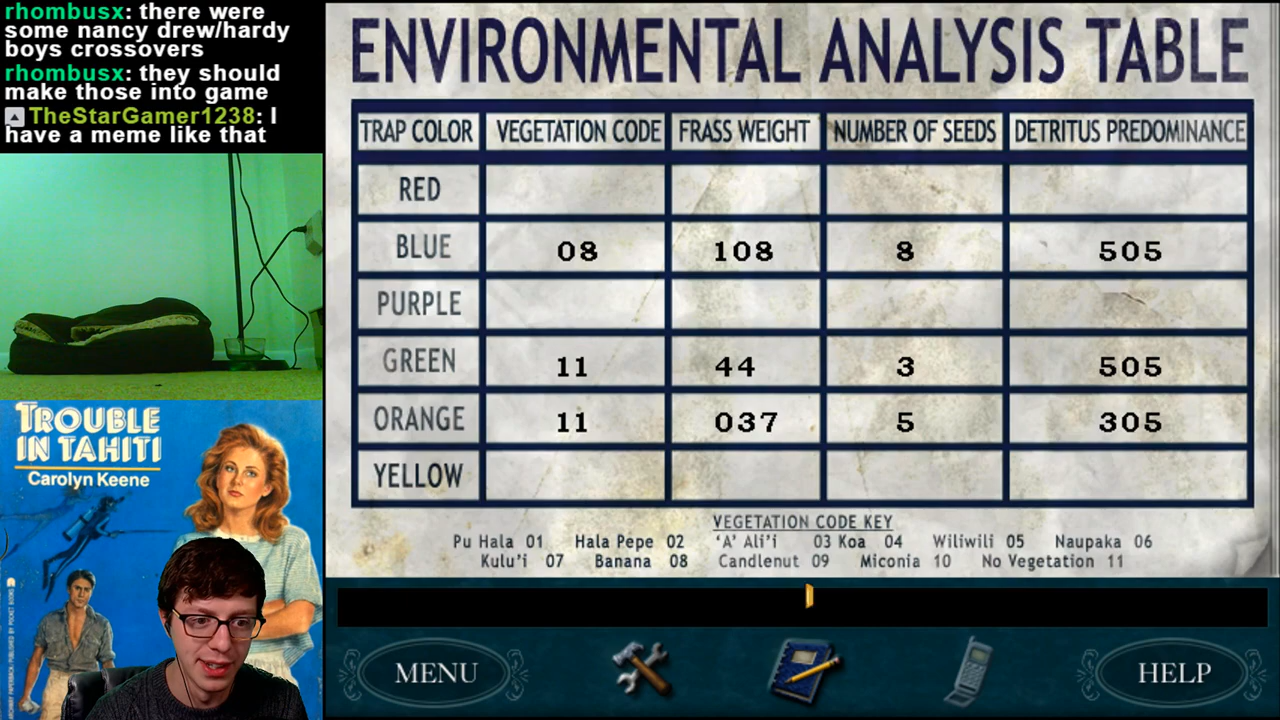 rhombusx: there were
some nancy drew/hardy
boys crossovers
rhombusx: they should
make those into game
TheStarGamer1238: I
have a meme like that
TROUBLE
IN TAHITI
Carolyn Keene
ENVIRONMENTAL ANALYSIS TABLE
TRAP COLOR VEGETATION CODE FRASS WEIGHT NUMBER OF SEEDS DETRITUS PREDOMINANCE
RED
BLUE 08 108 8 505
PURPLE
GREEN 11 44 3 505
ORANGE 11 037 5 305
YELLOW
VEGETATION CODE KEY
Pu Hala 01 Hala Pepe 02 'A' Ali'i 03 Koa 04 Wiliwili 05 Naupaka 06
Kulu'i 07 Banana 08 Candlenut 09 Miconia 10 No Vegetation 11
MENU HELP